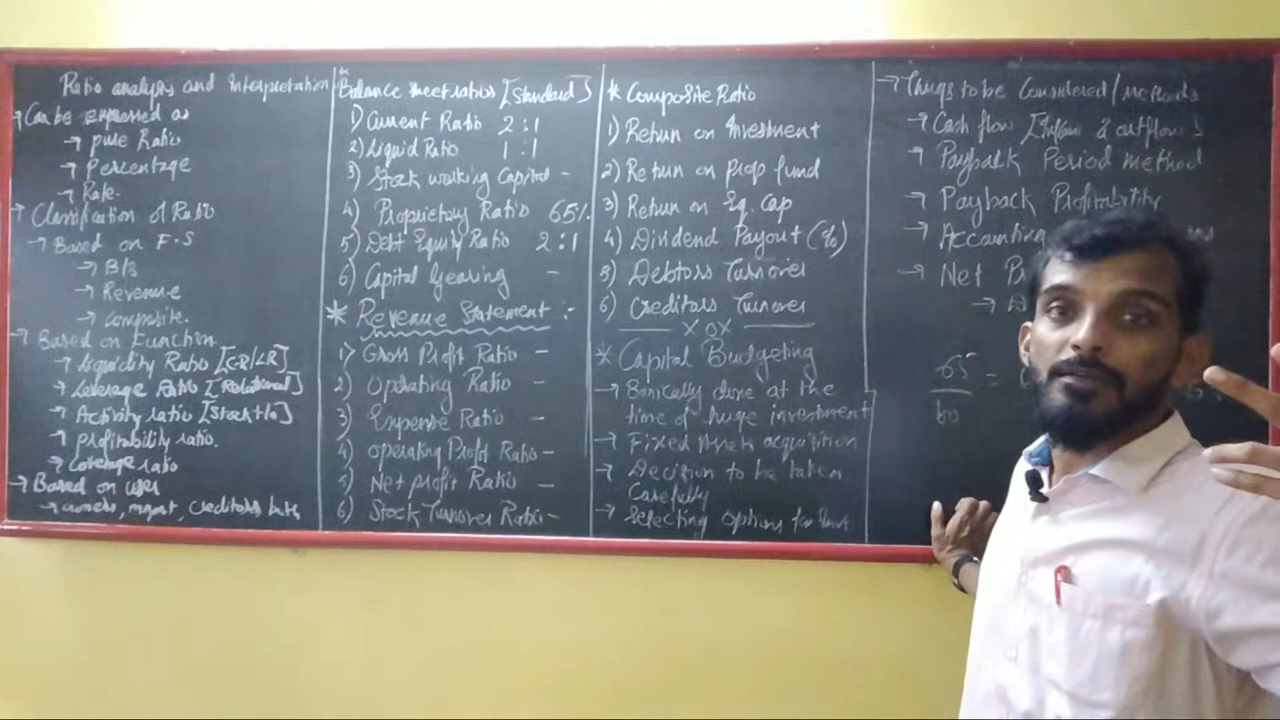 Ratio analysis and Interpretation
→ Can be expressed as
→ pure Ratio
→ Percentage
→ Rate
→ Classification of Ratio
→ Based on F.S
→ B/S
→ Revenue
→ Composite.
→ Based on Function
→ Liquidity Ratio [CR/LR]
→ Leverage Ratio
→ Activity ratio [Stock t/o]
→ profitability ratio.
→ Coverage ratio
→ Based on user
→ owners, mgmt, Creditors
* Balance sheet ratios [Standard]
1) Current Ratio 2:1
2) Liquid Ratio 1:1
3) Stock working Capital -
4) Proprietory Ratio 65%
5) Debt Equity Ratio 2:1
6) Capital Gearing -
* Revenue Statement :-
1) Gross Profit Ratio -
2) Operating Ratio -
3) Expense Ratio -
4) Operating Profit Ratio -
5) Net profit Ratio -
6) Stock Turnover Ratio -
* Composite Ratio
1) Return on Investment
2) Return on prop fund
3) Return on Eq. Cap
4) Dividend Payout (%)
5) Debtors Turnover
6) Creditors Turnover
—— x o x ——
* Capital Budgeting
→ Basically done at the
time of huge investment
→ Fixed Assets acquisition
→ Decision to be taken
Carefully
→ Selecting options for
→ Things to be Considered/methods
→ Cash flow [Inflow & outflow]
→ Payback Period method
→ Payback Profitability
→ Accounting
→ Net